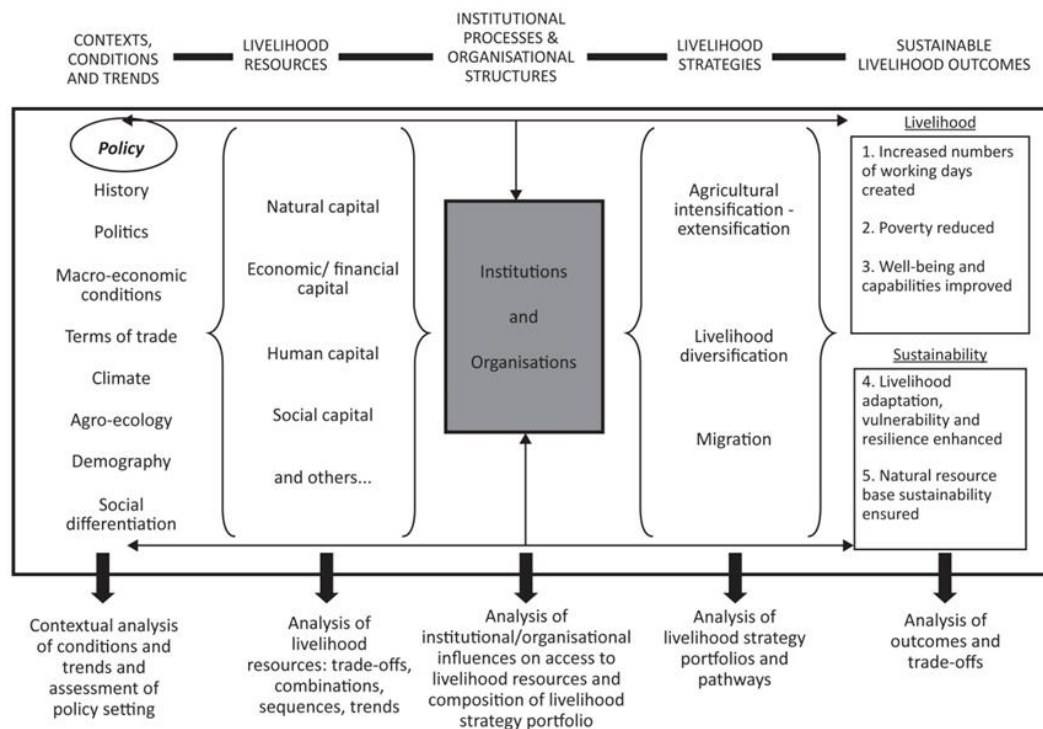 CONTEXTS,
CONDITIONS
AND TRENDS
LIVELIHOOD
RESOURCES
INSTITUTIONAL
PROCESSES &
ORGANISATIONAL
STRUCTURES
LIVELIHOOD
STRATEGIES
SUSTAINABLE
LIVELIHOOD OUTCOMES
Policy
History
Politics
Macro-economic
conditions
Terms of trade
Climate
Agro-ecology
Demography
Social
differentiation
Natural capital
Economic/ financial
capital
Human capital
Social capital
and others...
Institutions
and
Organisations
Agricultural
intensification -
extensification
Livelihood
diversification
Migration
Livelihood
1. Increased numbers
of working days
created
2. Poverty reduced
3. Well-being and
capabilities improved
Sustainability
4. Livelihood
adaptation,
vulnerability and
resilience enhanced
5. Natural resource
base sustainability
ensured
Contextual analysis
of conditions and
trends and
assessment of
policy setting
Analysis of
livelihood
resources: trade-offs,
combinations,
sequences, trends
Analysis of
institutional/organisational
influences on access to
livelihood resources and
composition of livelihood
strategy portfolio
Analysis of
livelihood strategy
portfolios and
pathways
Analysis of
outcomes and
trade-offs